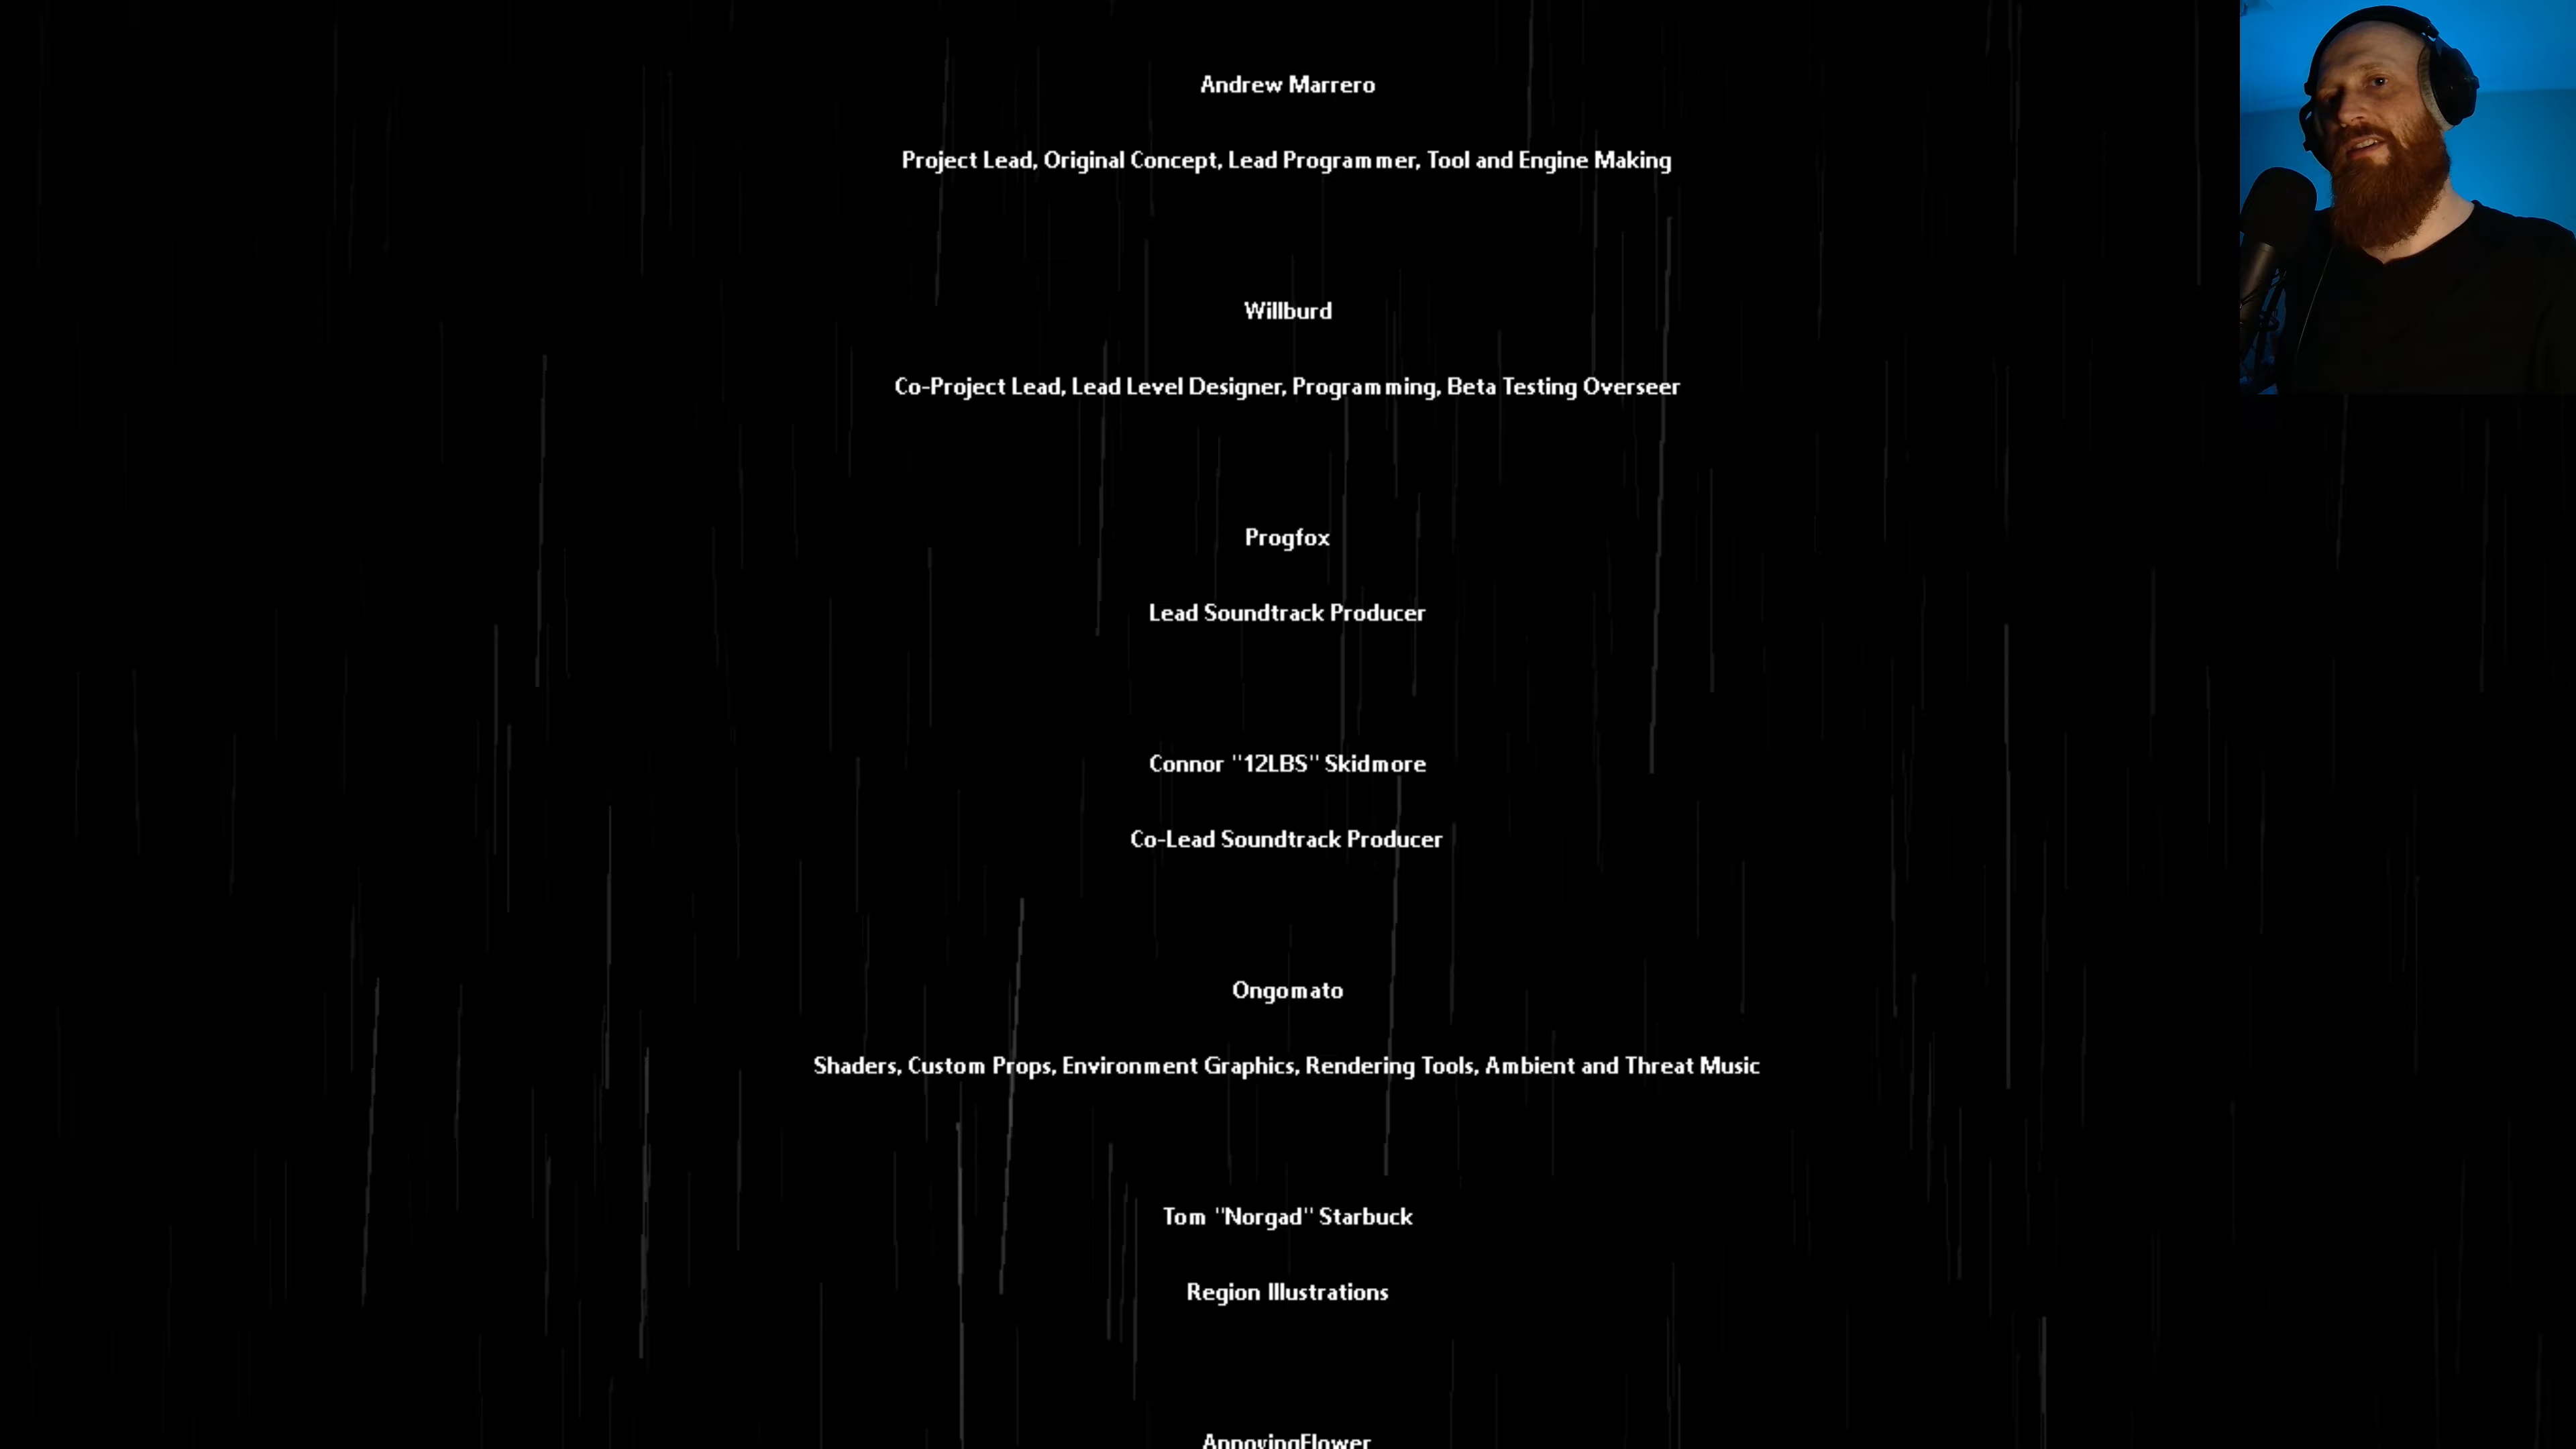 Andrew Marrero
Project Lead, Original Concept, Lead Programmer, Tool and Engine Making
Willburd
Co-Project Lead, Lead Level Designer, Programming, Beta Testing Overseer
Progfox
Lead Soundtrack Producer
Connor "12LBS" Skidmore
Co-Lead Soundtrack Producer
Ongomato
Shaders, Custom Props, Environment Graphics, Rendering Tools, Ambient and Threat Music
Tom "Norgad" Starbuck
Region Illustrations
AnnoyingFlower